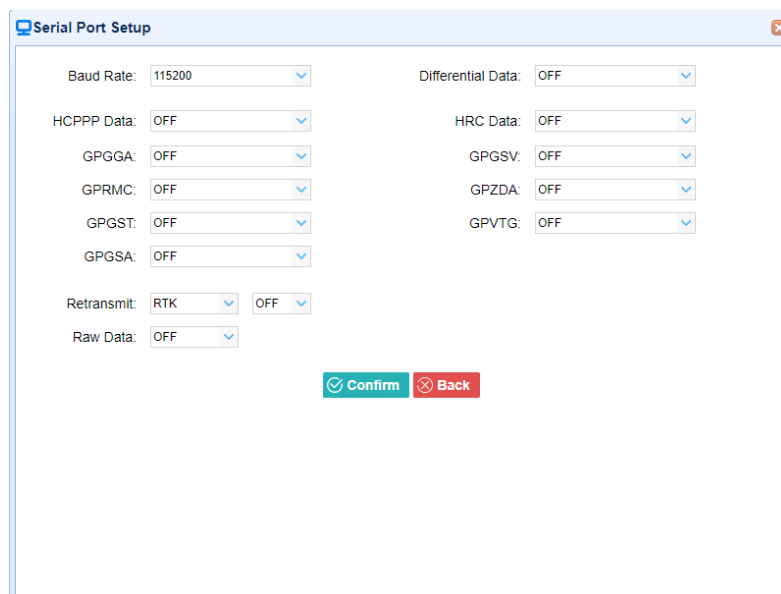 Serial Port Setup
Baud Rate: 115200 Differential Data: OFF
HCPPP Data: OFF HRC Data: OFF
GPGGA: OFF GPGSV: OFF
GPRMC: OFF GPZDA: OFF
GPGST: OFF GPVTG: OFF
GPGSA: OFF
Retransmit: RTK OFF
Raw Data: OFF
Confirm Back